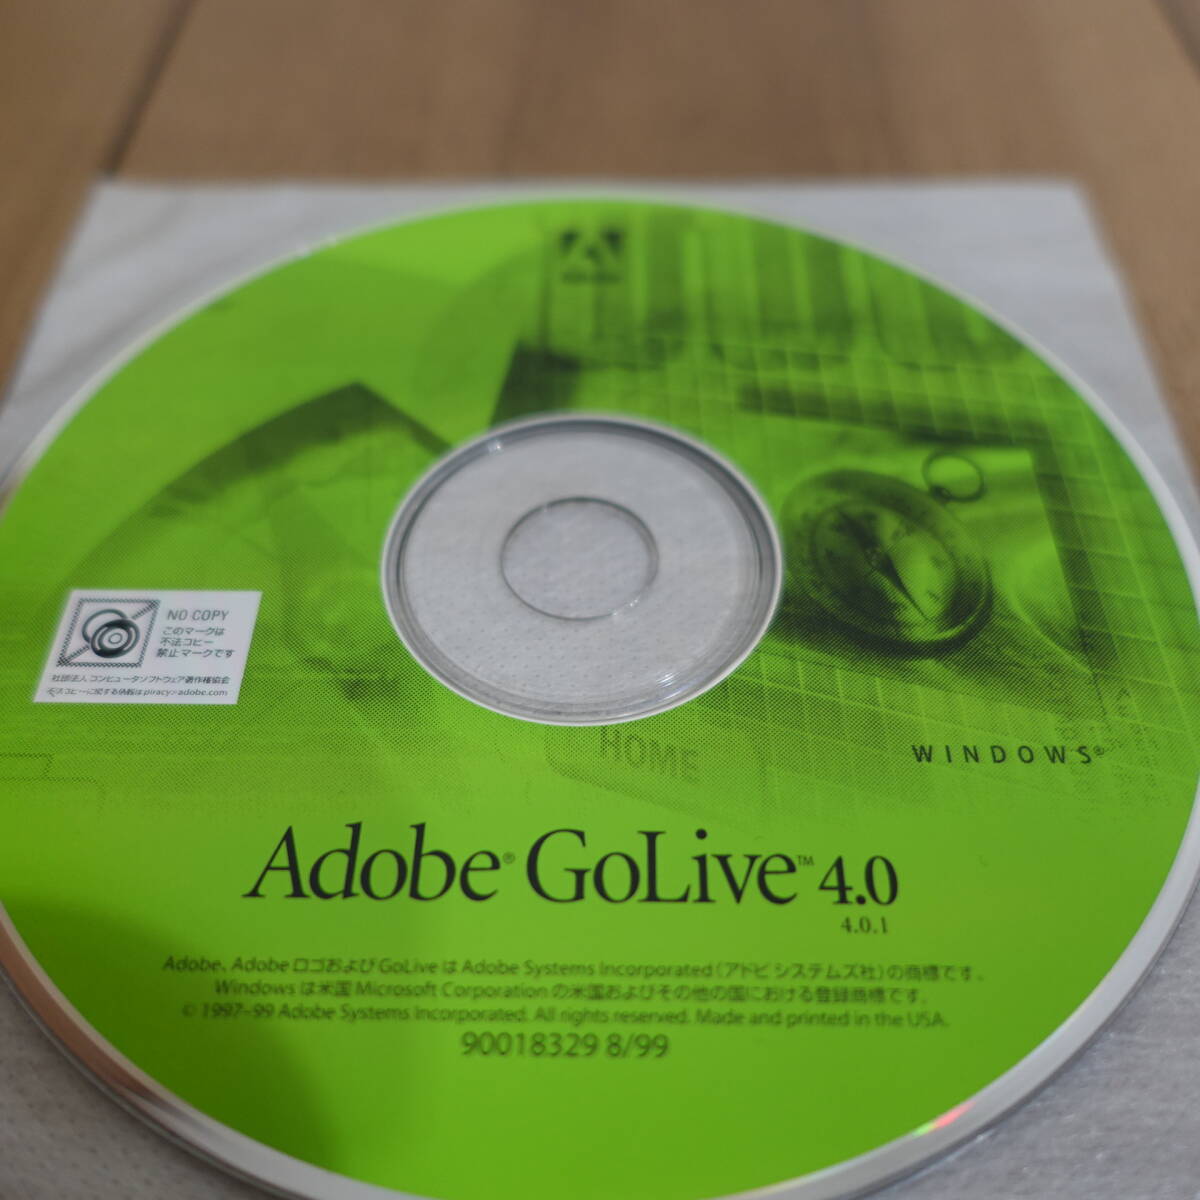 NO COPY
このマークは
不法コピー
禁止マークです
社団法人 コンピュータソフトウェア著作権協会
HOME
WINDOWS®
Adobe® GoLive™ 4.0
4.0.1
Adobe、Adobe ロゴおよび GoLive は Adobe Systems Incorporated（アドビ システムズ社）の商標です。
Windows は米国 Microsoft Corporation の米国およびその他の国における登録商標です。
© 1997–99 Adobe Systems Incorporated. All rights reserved. Made and printed in the USA.
90018329 8/99